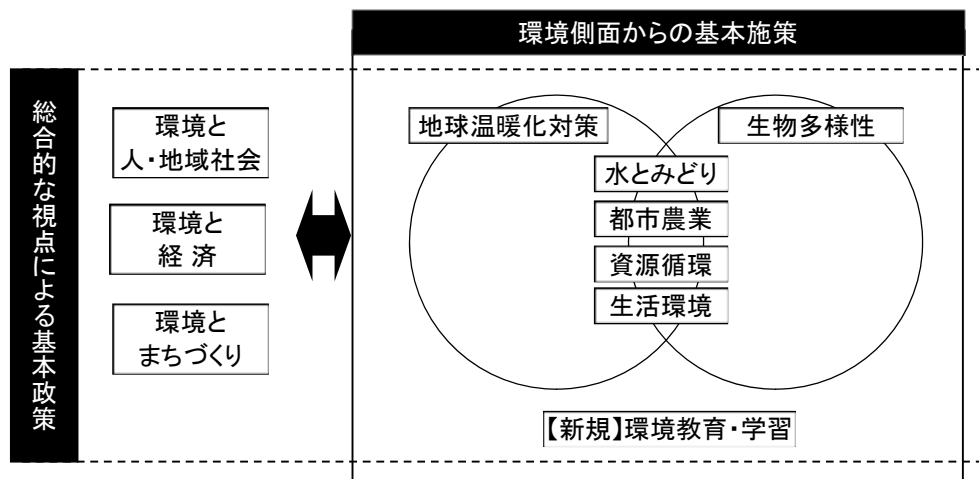 環境側面からの基本施策
総合的な視点による基本政策
環境と
人・地域社会
環境と
経 済
環境と
まちづくり
地球温暖化対策
生物多様性
水とみどり
都市農業
資源循環
生活環境
【新規】環境教育・学習